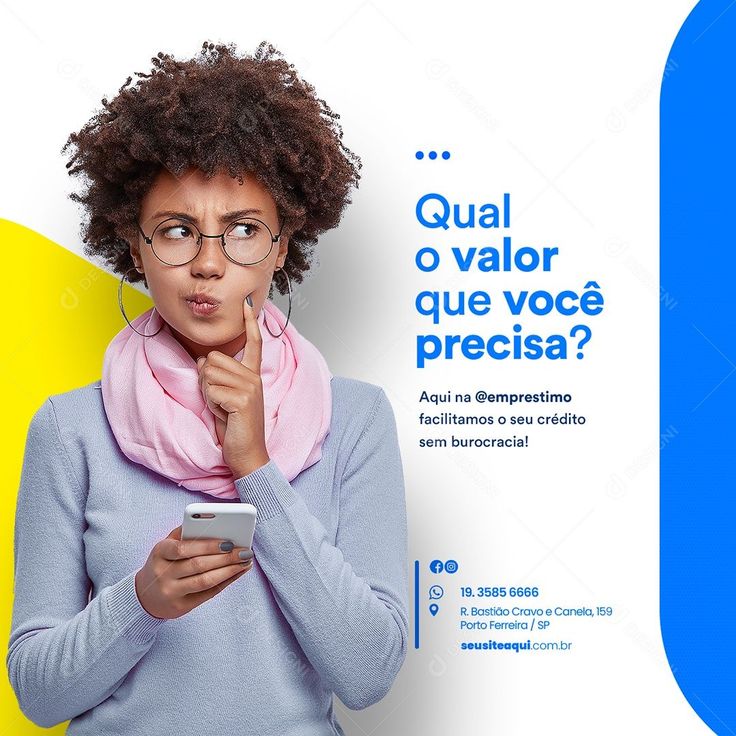 Qual
o valor
que você
precisa?
Aqui na @emprestimo
facilitamos o seu crédito
sem burocracia!
19. 3585 6666
R. Bastião Cravo e Canela, 159
Porto Ferreira / SP
seusiteaqui.com.br
DESIGNI